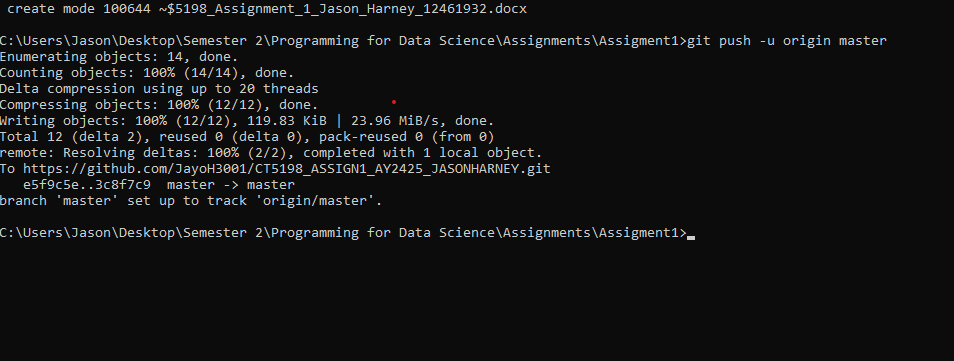 create mode 100644 ~$5198_Assignment_1_Jason_Harney_12461932.docx
C:\Users\Jason\Desktop\Semester 2\Programming for Data Science\Assignments\Assigment1>git push -u origin master
Enumerating objects: 14, done.
Counting objects: 100% (14/14), done.
Delta compression using up to 20 threads
Compressing objects: 100% (12/12), done.
Writing objects: 100% (12/12), 119.83 KiB | 23.96 MiB/s, done.
Total 12 (delta 2), reused 0 (delta 0), pack-reused 0 (from 0)
remote: Resolving deltas: 100% (2/2), completed with 1 local object.
To https://github.com/JayoH3001/CT5198_ASSIGN1_AY2425_JASONHARNEY.git
e5f9c5e..3c8f7c9  master -> master
branch 'master' set up to track 'origin/master'.
C:\Users\Jason\Desktop\Semester 2\Programming for Data Science\Assignments\Assigment1>